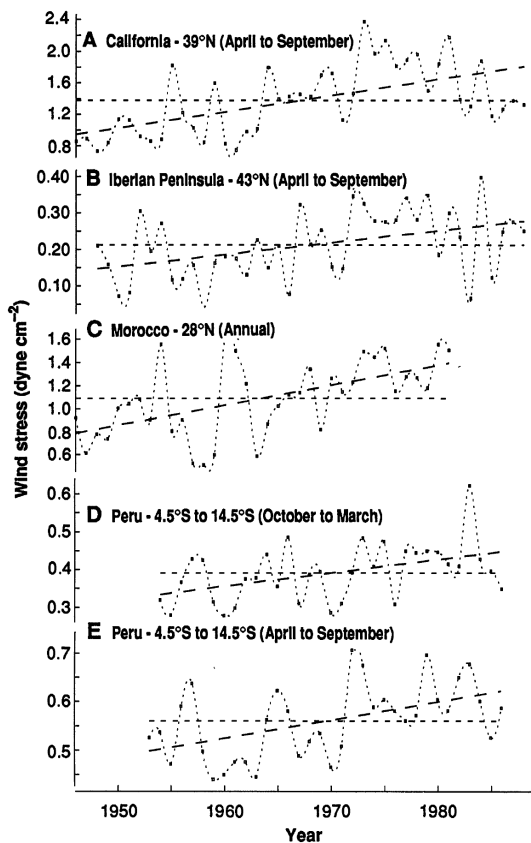 2.4
A California - 39°N (April to September)
2.0
1.6
1.2
0.8
B Iberian Peninsula - 43°N (April to September)
0.40
0.30
0.20
0.10
C Morocco - 28°N (Annual)
1.6
1.4
1.2
1.0
0.8
0.6
Wind stress (dyne cm⁻²)
D Peru - 4.5°S to 14.5°S (October to March)
0.6
0.5
0.4
0.3
E Peru - 4.5°S to 14.5°S (April to September)
0.7
0.6
0.5
1950 1960 1970 1980
Year